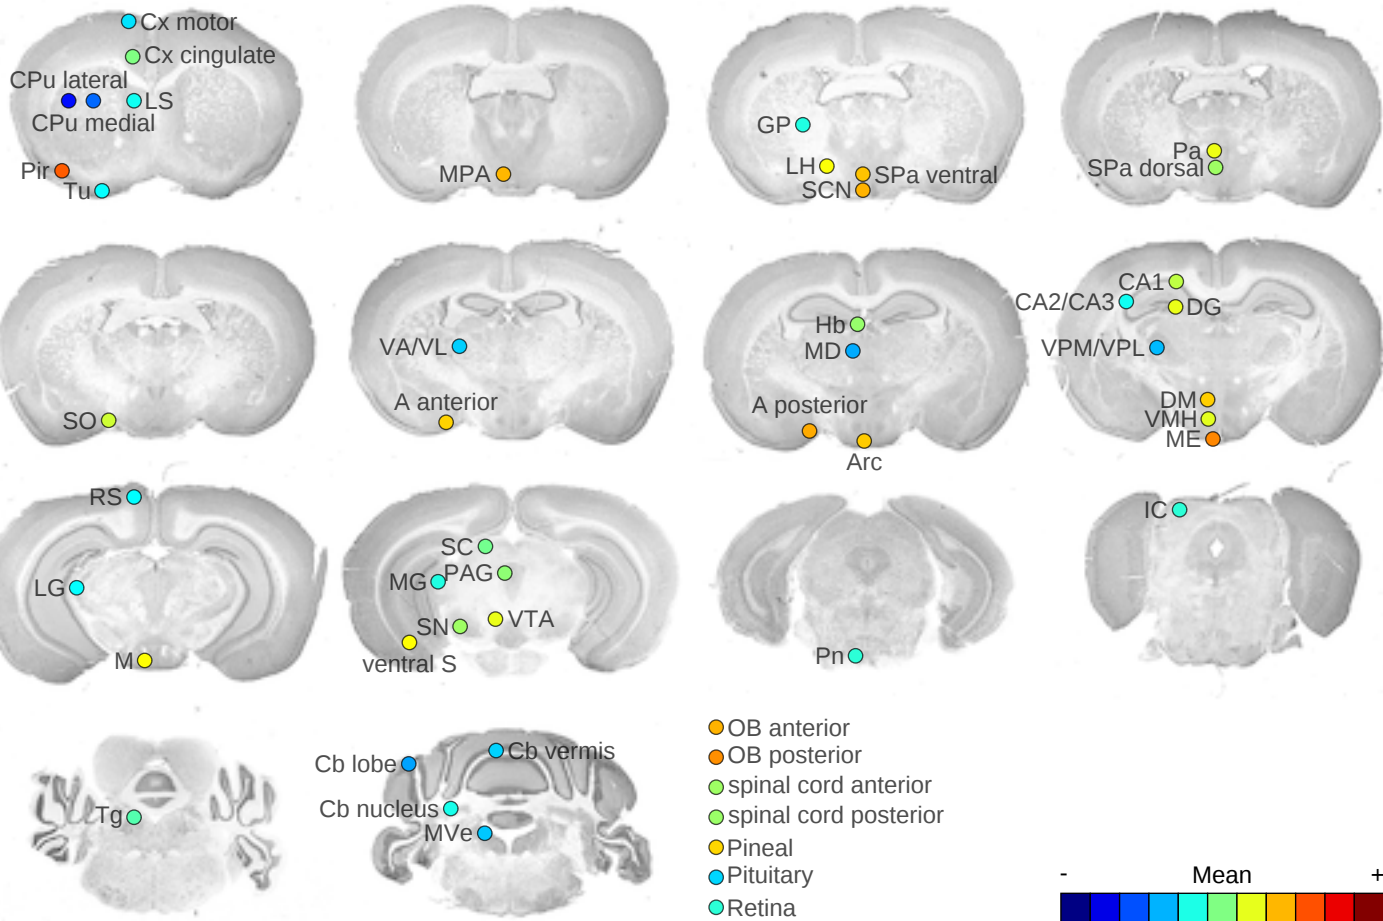 Cx motor
Cx cingulate
CPu lateral
LS
CPu medial
Pir
Tu
MPA
GP
LH
SPa ventral
SCN
Pa
SPa dorsal
SO
VA/VL
A anterior
Hb
MD
A posterior
Arc
CA1
CA2/CA3
DG
VPM/VPL
DM
VMH
ME
RS
LG
M
SC
PAG
MG
VTA
SN
ventral S
Pn
IC
Tg
Cb vermis
Cb lobe
Cb nucleus
MVe
OB anterior
OB posterior
spinal cord anterior
spinal cord posterior
Pineal
Pituitary
Retina
- Mean +